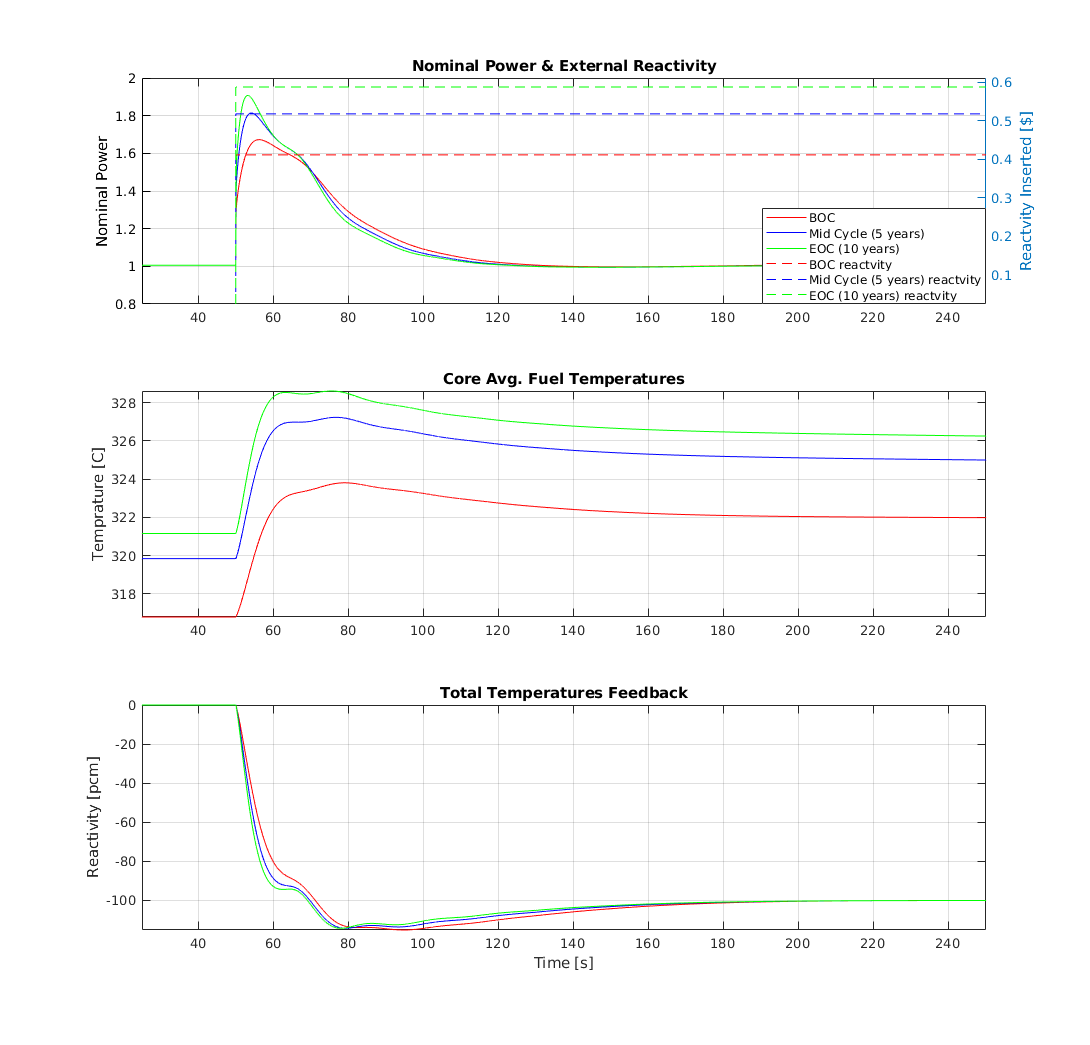 Nominal Power & External Reactivity
Nominal Power
2
1.8
1.6
1.4
1.2
1
0.8
0.6
0.5
0.4
0.3
0.2
0.1
Reactvity Inserted [$]
BOC
Mid Cycle (5 years)
EOC (10 years)
BOC reactvity
Mid Cycle (5 years) reactvity
EOC (10 years) reactvity
40 60 80 100 120 140 160 180 200 220 240
Core Avg. Fuel Temperatures
Temprature [C]
328
326
324
322
320
318
40 60 80 100 120 140 160 180 200 220 240
Total Temperatures Feedback
Reactivity [pcm]
0
-20
-40
-60
-80
-100
40 60 80 100 120 140 160 180 200 220 240
Time [s]